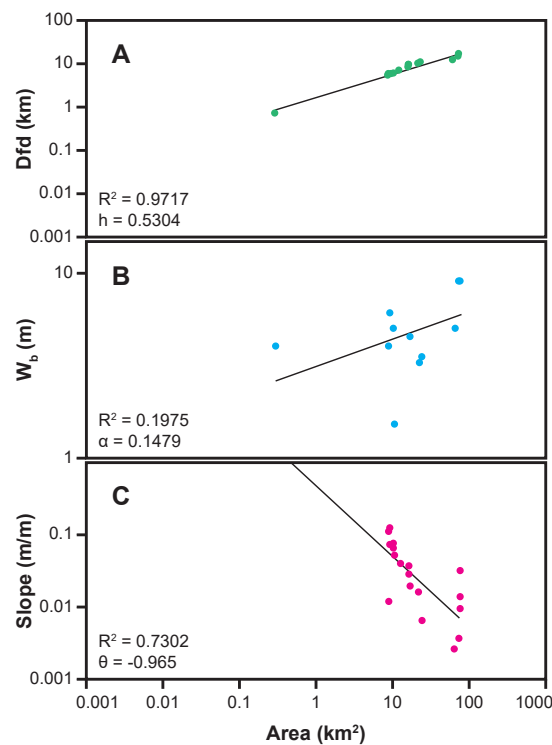 A
100
10
1
0.1
0.01
0.001
Dfd (km)
R² = 0.9717
h = 0.5304
B
10
1
W_b (m)
R² = 0.1975
α = 0.1479
C
0.1
0.01
0.001
Slope (m/m)
R² = 0.7302
θ = -0.965
0.001 0.01 0.1 1 10 100 1000
Area (km²)